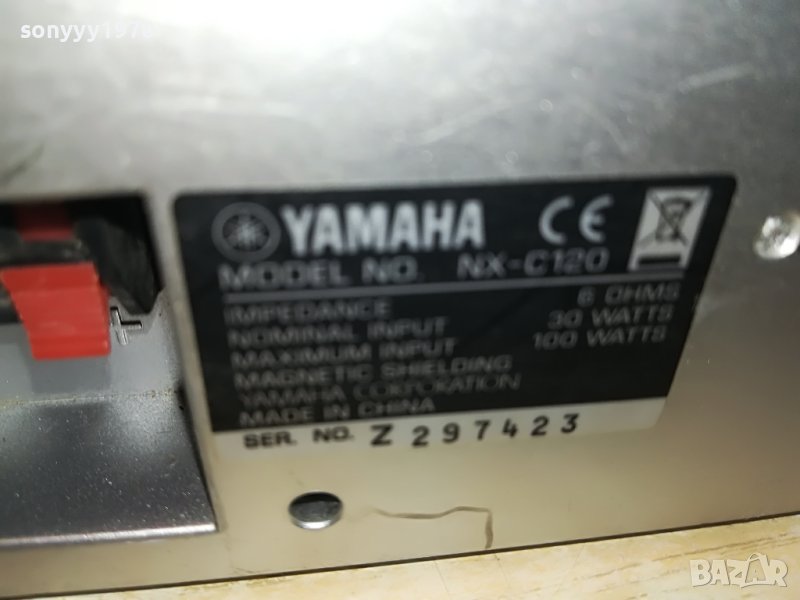 sonyyy1978
YAMAHA CE
MODEL NO. NX-C120
IMPEDANCE 6 OHMS
NOMINAL INPUT 30 WATTS
MAXIMUM INPUT 100 WATTS
MAGNETIC SHIELDING
YAMAHA CORPORATION
MADE IN CHINA
SER. NO. Z 297423
+
BAZAR